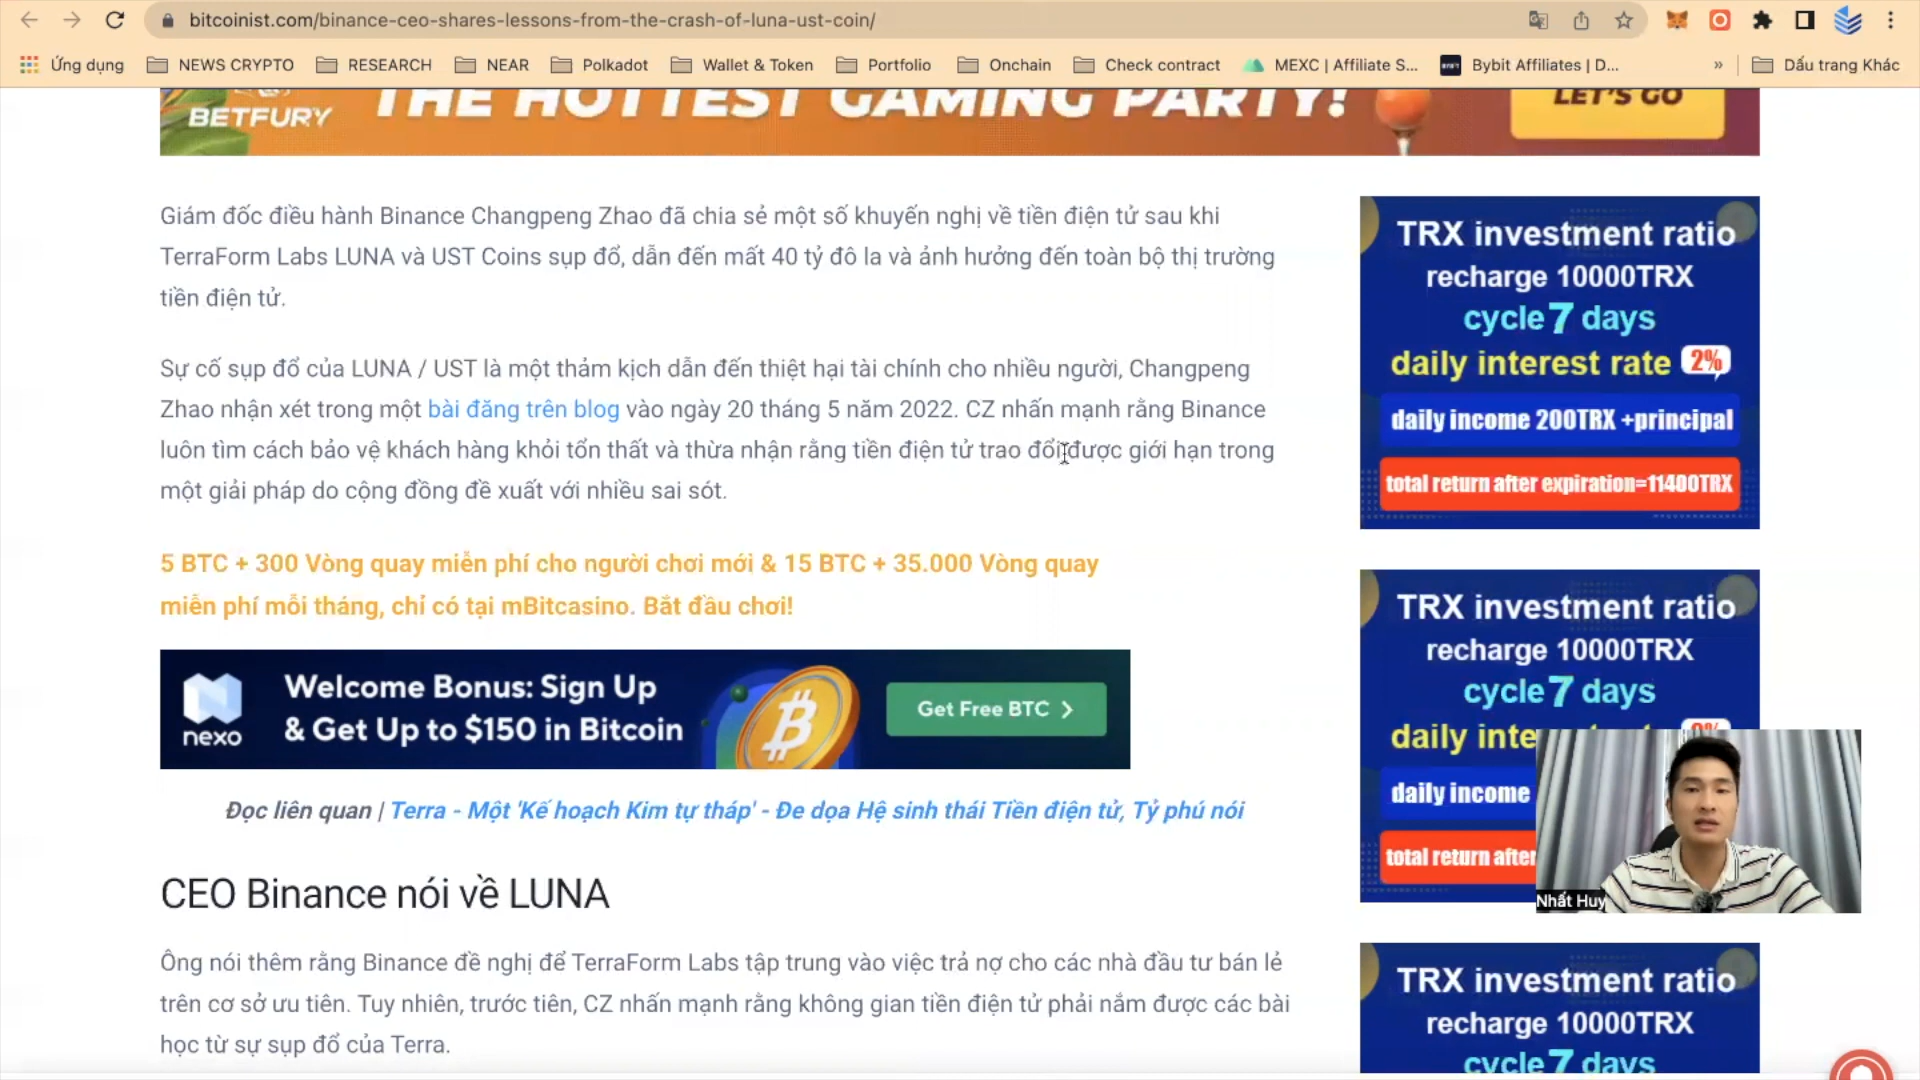 bitcoinist.com/binance-ceo-shares-lessons-from-the-crash-of-luna-ust-coin/
Ứng dụng NEWS CRYPTO RESEARCH NEAR Polkadot Wallet & Token Portfolio Onchain Check contract MEXC | Affiliate S... Bybit Affiliates | D... » Dấu trang Khác
BETFURY THE HOTTEST GAMING PARTY! LET'S GO
Giám đốc điều hành Binance Changpeng Zhao đã chia sẻ một số khuyến nghị về tiền điện tử sau khi
TerraForm Labs LUNA và UST Coins sụp đổ, dẫn đến mất 40 tỷ đô la và ảnh hưởng đến toàn bộ thị trường
tiền điện tử.
Sự cố sụp đổ của LUNA / UST là một thảm kịch dẫn đến thiệt hại tài chính cho nhiều người, Changpeng
Zhao nhận xét trong một bài đăng trên blog vào ngày 20 tháng 5 năm 2022. CZ nhấn mạnh rằng Binance
luôn tìm cách bảo vệ khách hàng khỏi tổn thất và thừa nhận rằng tiền điện tử trao đổi được giới hạn trong
một giải pháp do cộng đồng đề xuất với nhiều sai sót.
5 BTC + 300 Vòng quay miễn phí cho người chơi mới & 15 BTC + 35.000 Vòng quay
miễn phí mỗi tháng, chỉ có tại mBitcasino. Bắt đầu chơi!
nexo
Welcome Bonus: Sign Up
& Get Up to $150 in Bitcoin
Get Free BTC
Đọc liên quan | Terra - Một 'Kế hoạch Kim tự tháp' - Đe dọa Hệ sinh thái Tiền điện tử, Tỷ phú nói
CEO Binance nói về LUNA
Ông nói thêm rằng Binance đề nghị để TerraForm Labs tập trung vào việc trả nợ cho các nhà đầu tư bán lẻ
trên cơ sở ưu tiên. Tuy nhiên, trước tiên, CZ nhấn mạnh rằng không gian tiền điện tử phải nắm được các bài
học từ sự sụp đổ của Terra.
TRX investment ratio
recharge 10000TRX
cycle 7 days
daily interest rate 2%
daily income 200TRX +principal
total return after expiration=11400TRX
TRX investment ratio
recharge 10000TRX
cycle 7 days
daily
daily income
total return after
Nhất Huy
TRX investment ratio
recharge 10000TRX
cycle 7 days